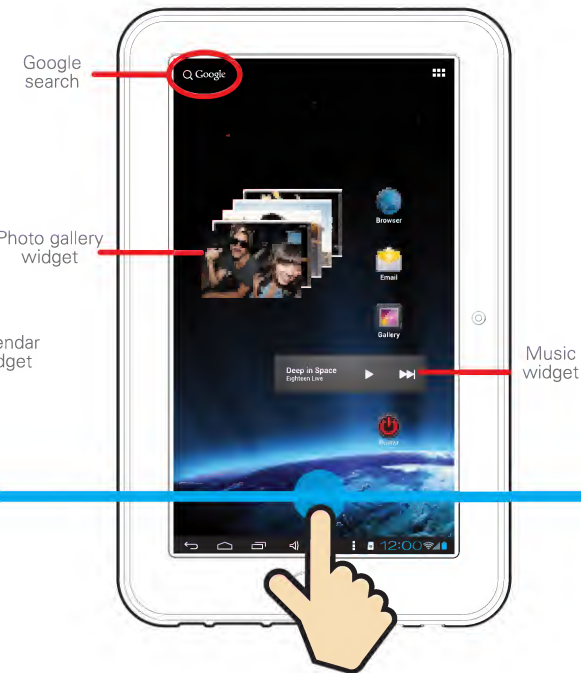 Google
search
Google
Browser
Photo gallery
widget
Email
Gallery
endar
dget
Deep in Space
Eighteen Live
Music
widget
12:00